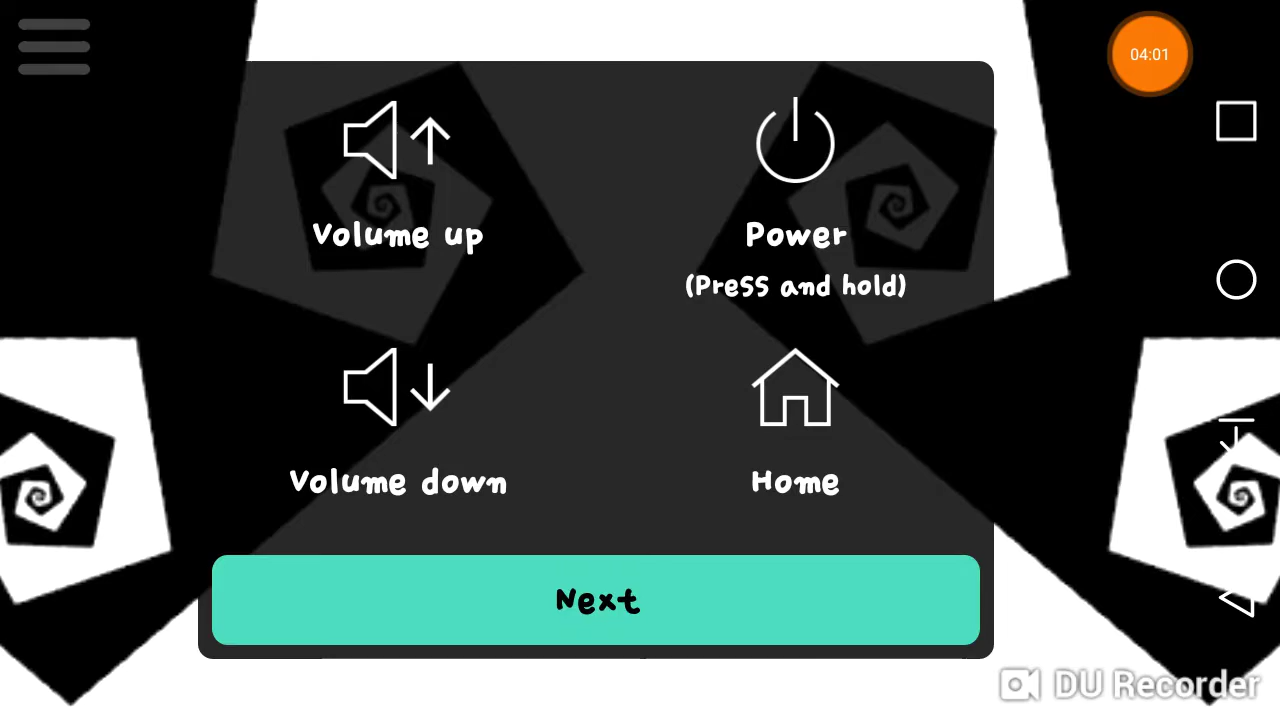 04:01
Volume up
Power
(Press and hold)
Volume down
Home
Next
DU Recorder